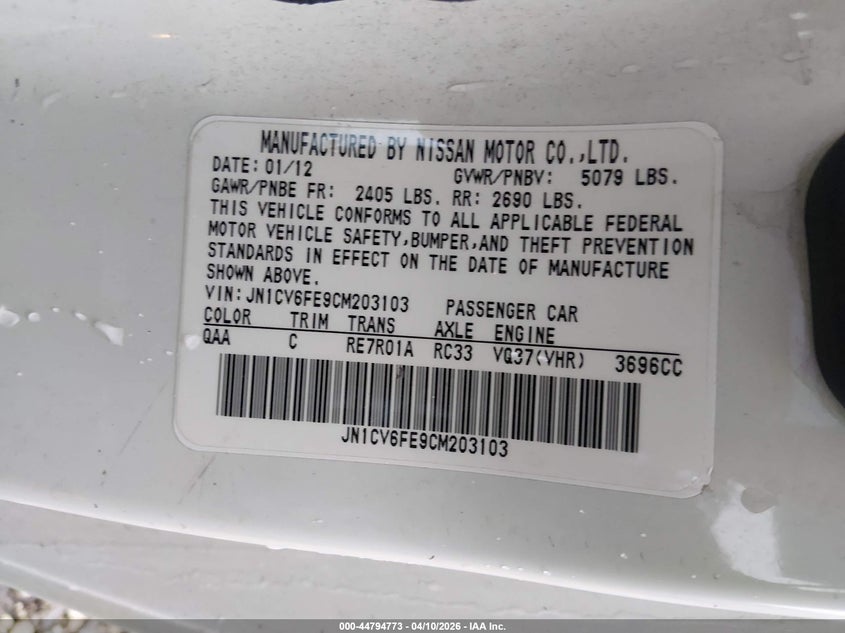 MANUFACTURED BY NISSAN MOTOR CO.,LTD.
DATE: 01/12 GVWR/PNBV: 5079 LBS.
GAWR/PNBE FR: 2405 LBS. RR: 2690 LBS.
THIS VEHICLE CONFORMS TO ALL APPLICABLE FEDERAL
MOTOR VEHICLE SAFETY,BUMPER,AND THEFT PREVENTION
STANDARDS IN EFFECT ON THE DATE OF MANUFACTURE
SHOWN ABOVE.
VIN:JN1CV6FE9CM203103 PASSENGER CAR
COLOR TRIM TRANS AXLE ENGINE
QAA C RE7R01A RC33 VQ37(VHR) 3696CC
JN1CV6FE9CM203103
000-44794773 - 04/10/2026 - IAA Inc.